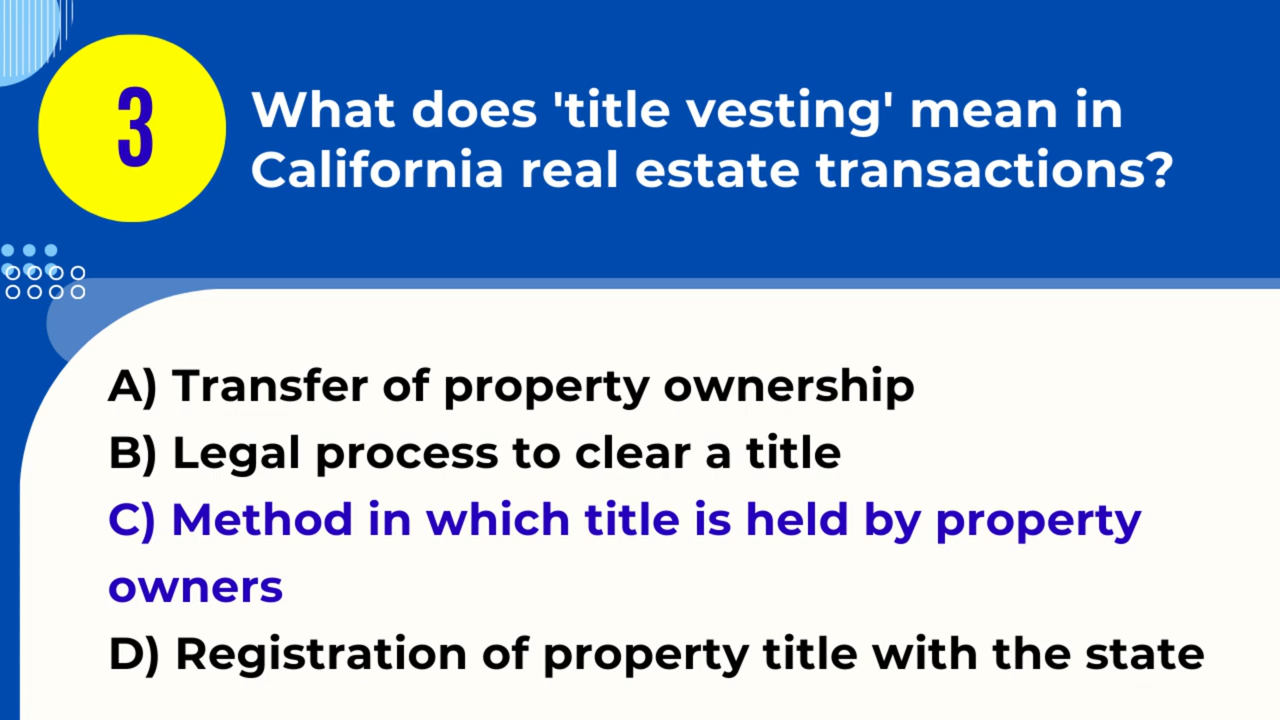 3
What does 'title vesting' mean in
California real estate transactions?
A) Transfer of property ownership
B) Legal process to clear a title
C) Method in which title is held by property
owners
D) Registration of property title with the state